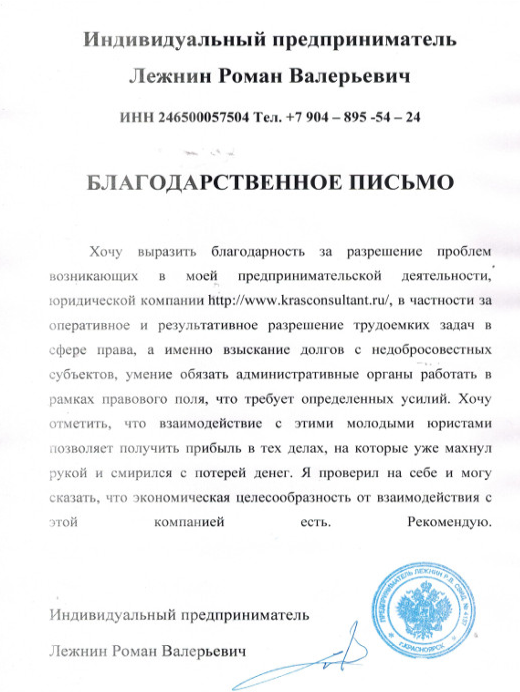 Индивидуальный предприниматель
Лежнин Роман Валерьевич
ИНН 246500057504 Тел. +7 904 – 895 -54 – 24
БЛАГОДАРСТВЕННОЕ ПИСЬМО
Хочу выразить благодарность за разрешение проблем
возникающих в моей предпринимательской деятельности,
юридической компании http://www.krasconsultant.ru/, в частности за
оперативное и результативное разрешение трудоемких задач в
сфере права, а именно взыскание долгов с недобросовестных
субъектов, умение обязать административные органы работать в
рамках правового поля, что требует определенных усилий. Хочу
отметить, что взаимодействие с этими молодыми юристами
позволяет получить прибыль в тех делах, на которые уже махнул
рукой и смирился с потерей денег. Я проверил на себе и могу
сказать, что экономическая целесообразность от взаимодействия с
этой компанией есть. Рекомендую.
Индивидуальный предприниматель
Лежнин Роман Валерьевич
ПРЕДПРИНИМАТЕЛЬ ЛЕЖНИН Р.В.
Г.КРАСНОЯРСК